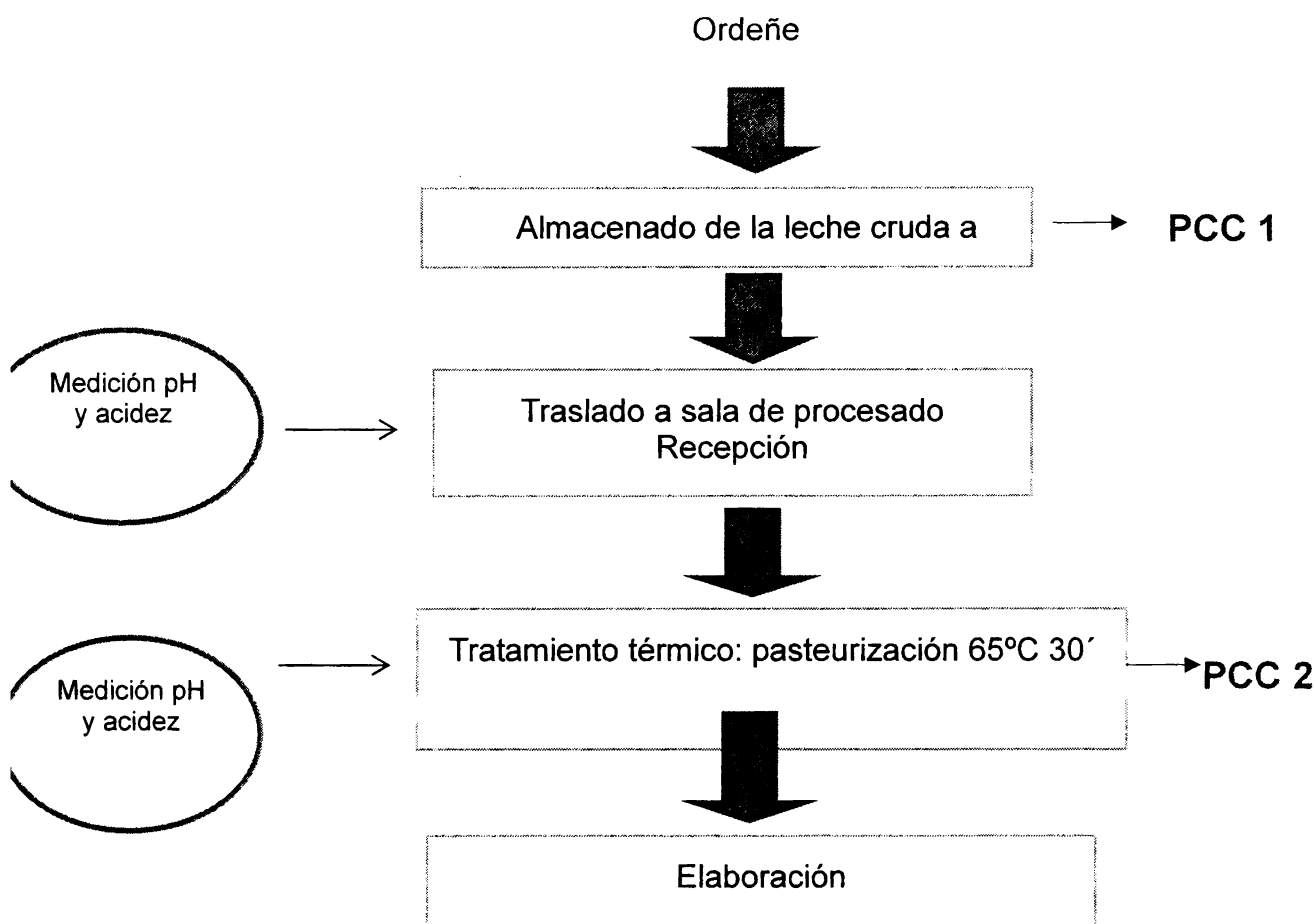 Ordeñe
Almacenado de la leche cruda a
PCC 1
Medición pH
y acidez
Traslado a sala de procesado
Recepción
Medición pH
y acidez
Tratamiento térmico: pasteurización 65ºC 30´
PCC 2
Elaboración